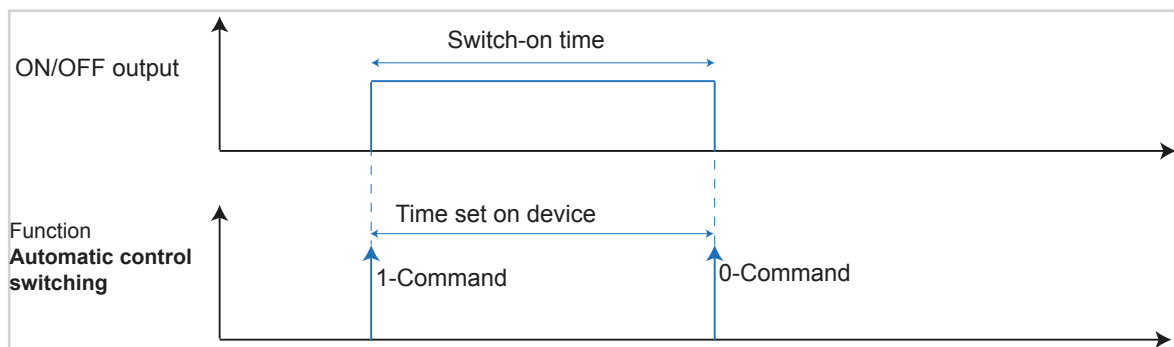 Switch-on time
ON/OFF output
Time set on device
Function
Automatic control
switching
1-Command
0-Command